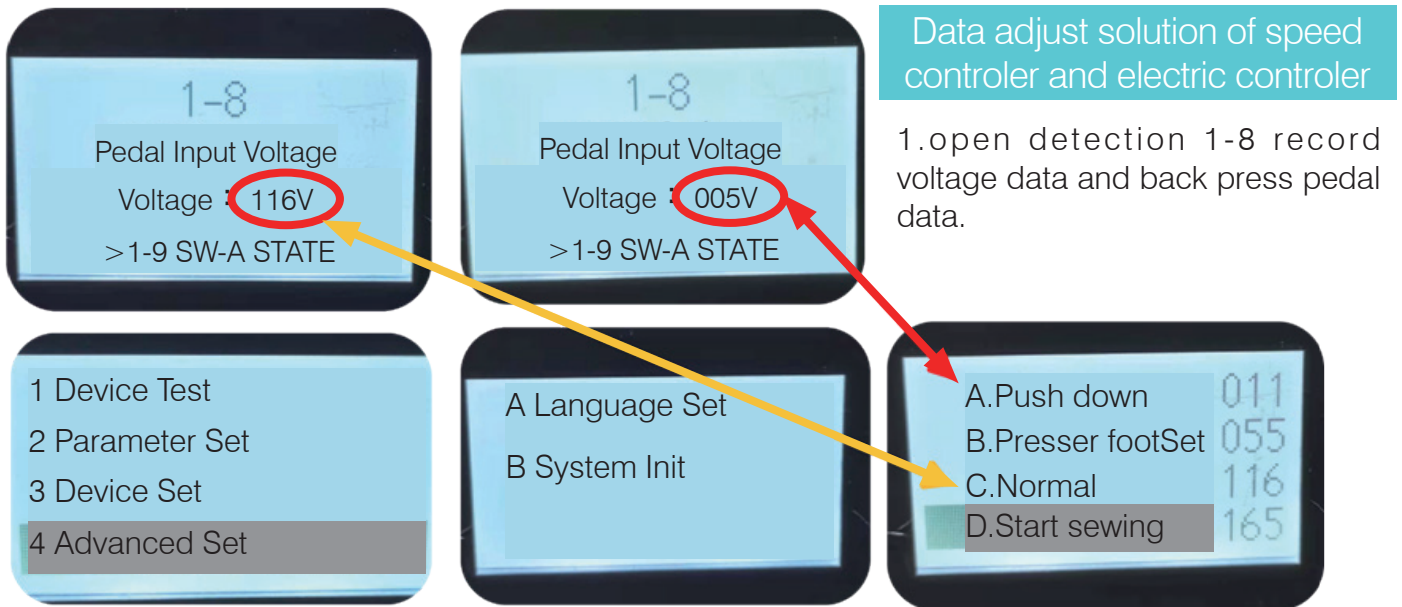 1-8
Pedal Input Voltage
Voltage : 116V
>1-9 SW-A STATE
1-8
Pedal Input Voltage
Voltage : 005V
>1-9 SW-A STATE
Data adjust solution of speed
controler and electric controler
1.open detection 1-8 record
voltage data and back press pedal
data.
1 Device Test
2 Parameter Set
3 Device Set
4 Advanced Set
A Language Set
B System Init
A.Push down 011
B.Presser footSet 055
C.Normal 116
D.Start sewing 165